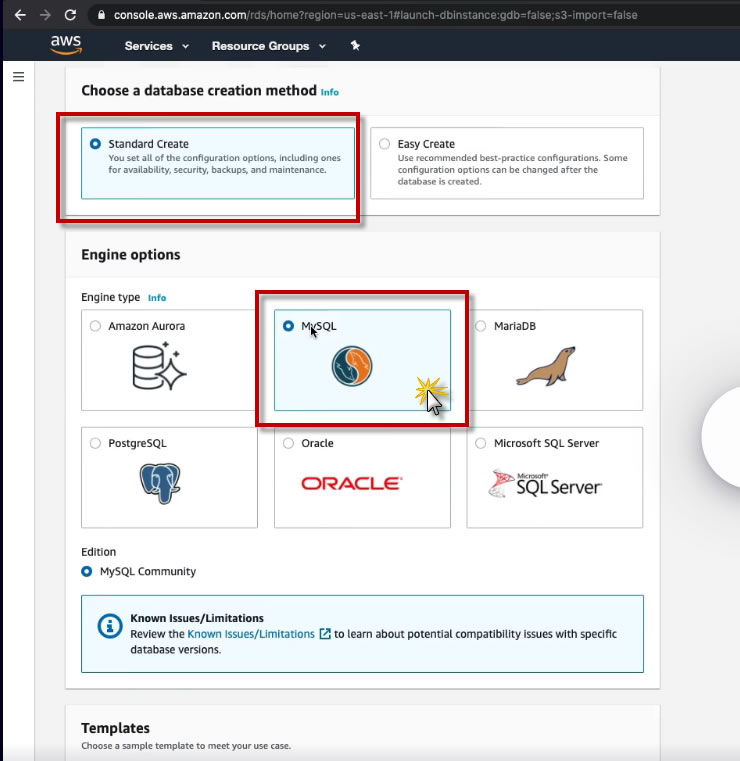 console.aws.amazon.com/rds/home?region=us-east-1#launch-dbinstance:gdb=false;s3-import=false
aws
Services
Resource Groups
Choose a database creation method Info
Standard Create
You set all of the configuration options, including ones
for availability, security, backups, and maintenance.
Easy Create
Use recommended best-practice configurations. Some
configuration options can be changed after the
database is created.
Engine options
Engine type Info
Amazon Aurora
MySQL
MariaDB
PostgreSQL
Oracle
ORACLE
Microsoft SQL Server
Microsoft
SQL Server
Edition
MySQL Community
Known Issues/Limitations
Review the Known Issues/Limitations to learn about potential compatibility issues with specific
database versions.
Templates
Choose a sample template to meet your use case.